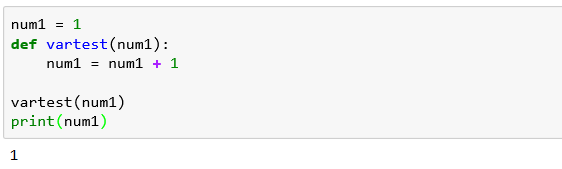 num1 = 1
def vartest(num1):
    num1 = num1 + 1

vartest(num1)
print(num1)
1